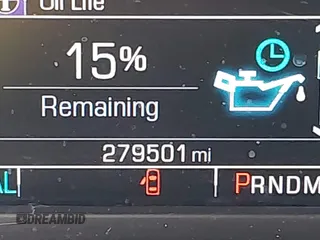 Oil Life
15%
Remaining
279501 mi
PRNDM
DREAMBID